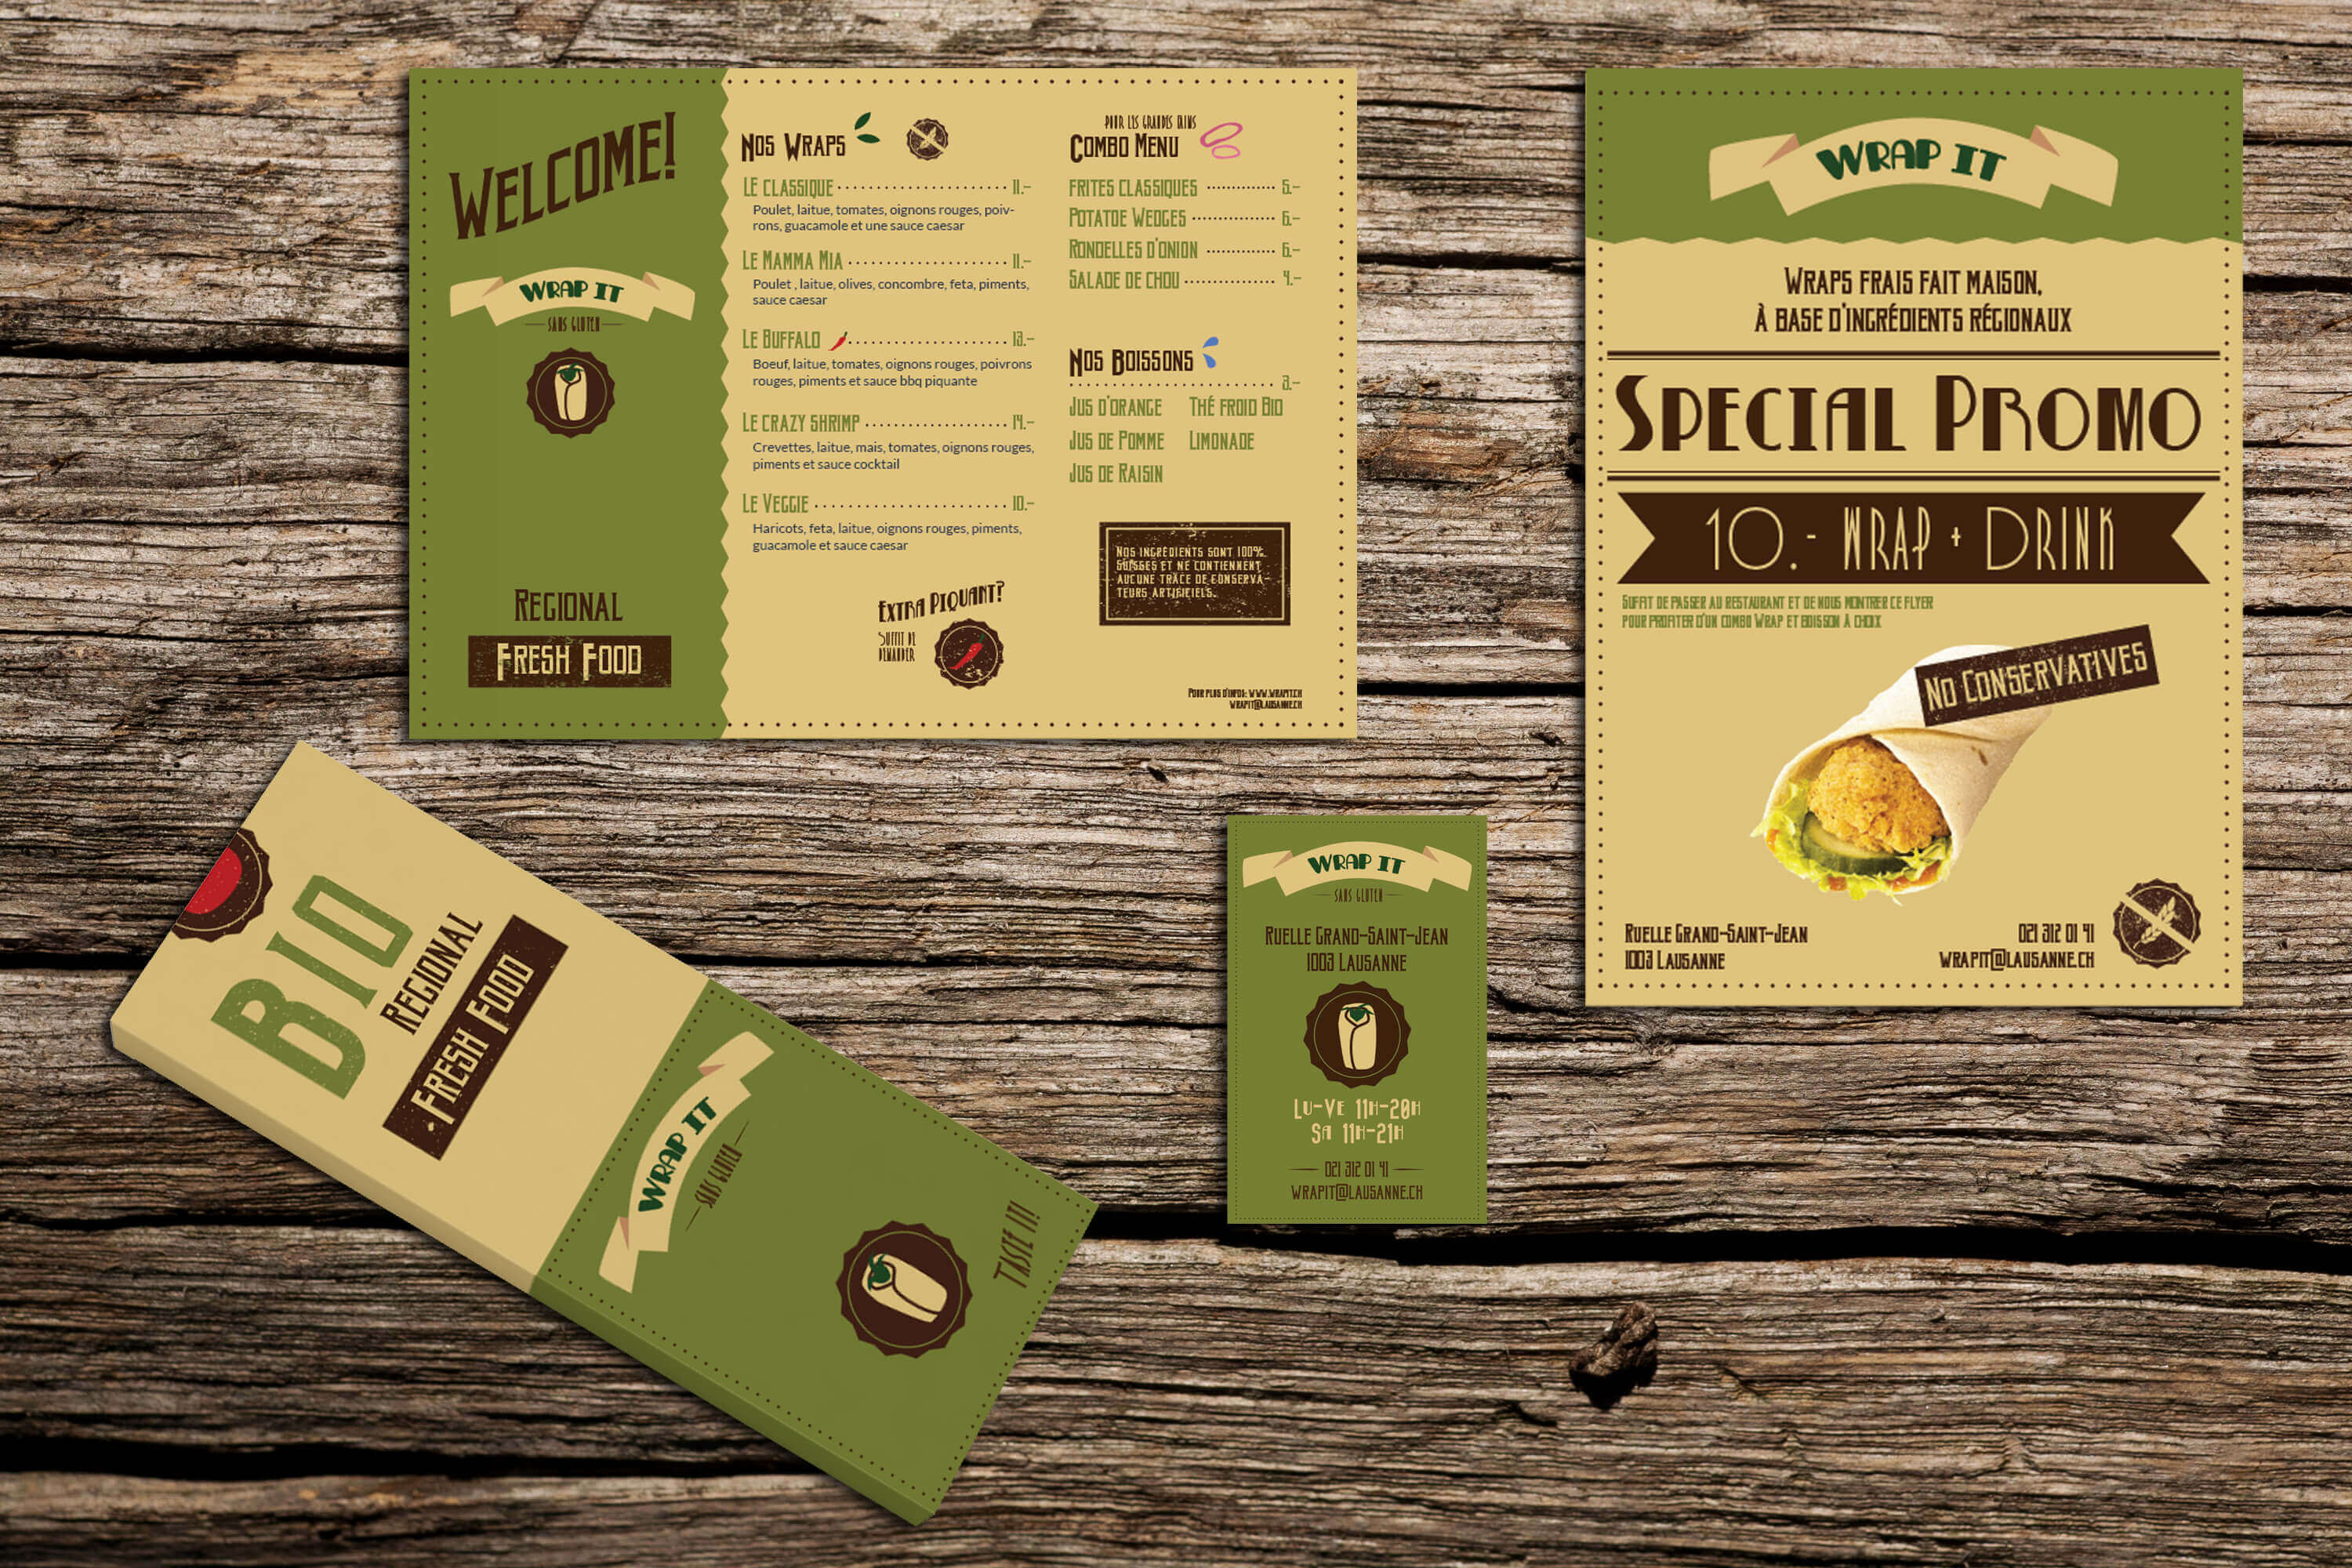 WELCOME!
WRAP IT
SANS GLUTEN
REGIONAL
FRESH FOOD
NOS WRAPS
LE CLASSIQUE 11.-
Poulet, laitue, tomates, oignons rouges, poiv-
rons, guacamole et une sauce caesar
LE MAMMA MIA 11.-
Poulet , laitue, olives, concombre, feta, piments,
sauce caesar
LE BUFFALO 13.-
Boeuf, laitue, tomates, oignons rouges, poivrons
rouges, piments et sauce bbq piquante
LE CRAZY SHRIMP 14.-
Crevettes, laitue, mais, tomates, oignons rouges,
piments et sauce cocktail
LE VEGGIE 10.-
Haricots, feta, laitue, oignons rouges, piments,
guacamole et sauce caesar
EXTRA PIQUANT?
SUFFIT DE
DEMANDER
POUR LES GRANDES FAIMS
COMBO MENU
FRITES CLASSIQUES 5.-
POTATOE WEDGES 6.-
RONDELLES D'ONION 6.-
SALADE DE CHOU 4.-
NOS BOISSONS
3.-
JUS D'ORANGE THÉ FROID BIO
JUS DE POMME LIMONADE
JUS DE RAISIN
NOS INGREDIENTS SONT 100%
SUISSES ET NE CONTIENNENT
AUCUNE TRACE DE CONSERVA-
TEURS ARTIFICIELS.
POUR PLUS D'INFOS: WWW.WRAPIT.CH
WRAPIT@LAUSANNE.CH
WRAP IT
WRAPS FRAIS FAIT MAISON,
À BASE D'INGRÉDIENTS RÉGIONAUX
SPECIAL PROMO
10.- WRAP + DRINK
SUFFIT DE PASSER AU RESTAURANT ET DE NOUS MONTRER CE FLYER
POUR PROFITER D'UN COMBO WRAP ET BOISSON À CHOIX
NO CONSERVATIVES
RUELLE GRAND-SAINT-JEAN
1003 LAUSANNE
021 312 01 41
WRAPIT@LAUSANNE.CH
BIO
REGIONAL
FRESH FOOD
WRAP IT
SANS GLUTEN
TASTE IT!
WRAP IT
SANS GLUTEN
RUELLE GRAND-SAINT-JEAN
1003 LAUSANNE
LU-VE 11H-20H
SA 11H-21H
021 312 01 41
WRAPIT@LAUSANNE.CH